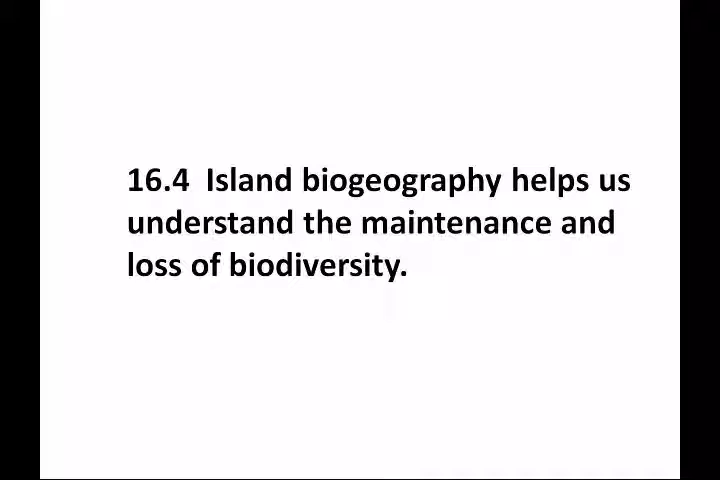 16.4  Island biogeography helps us
understand the maintenance and
loss of biodiversity.